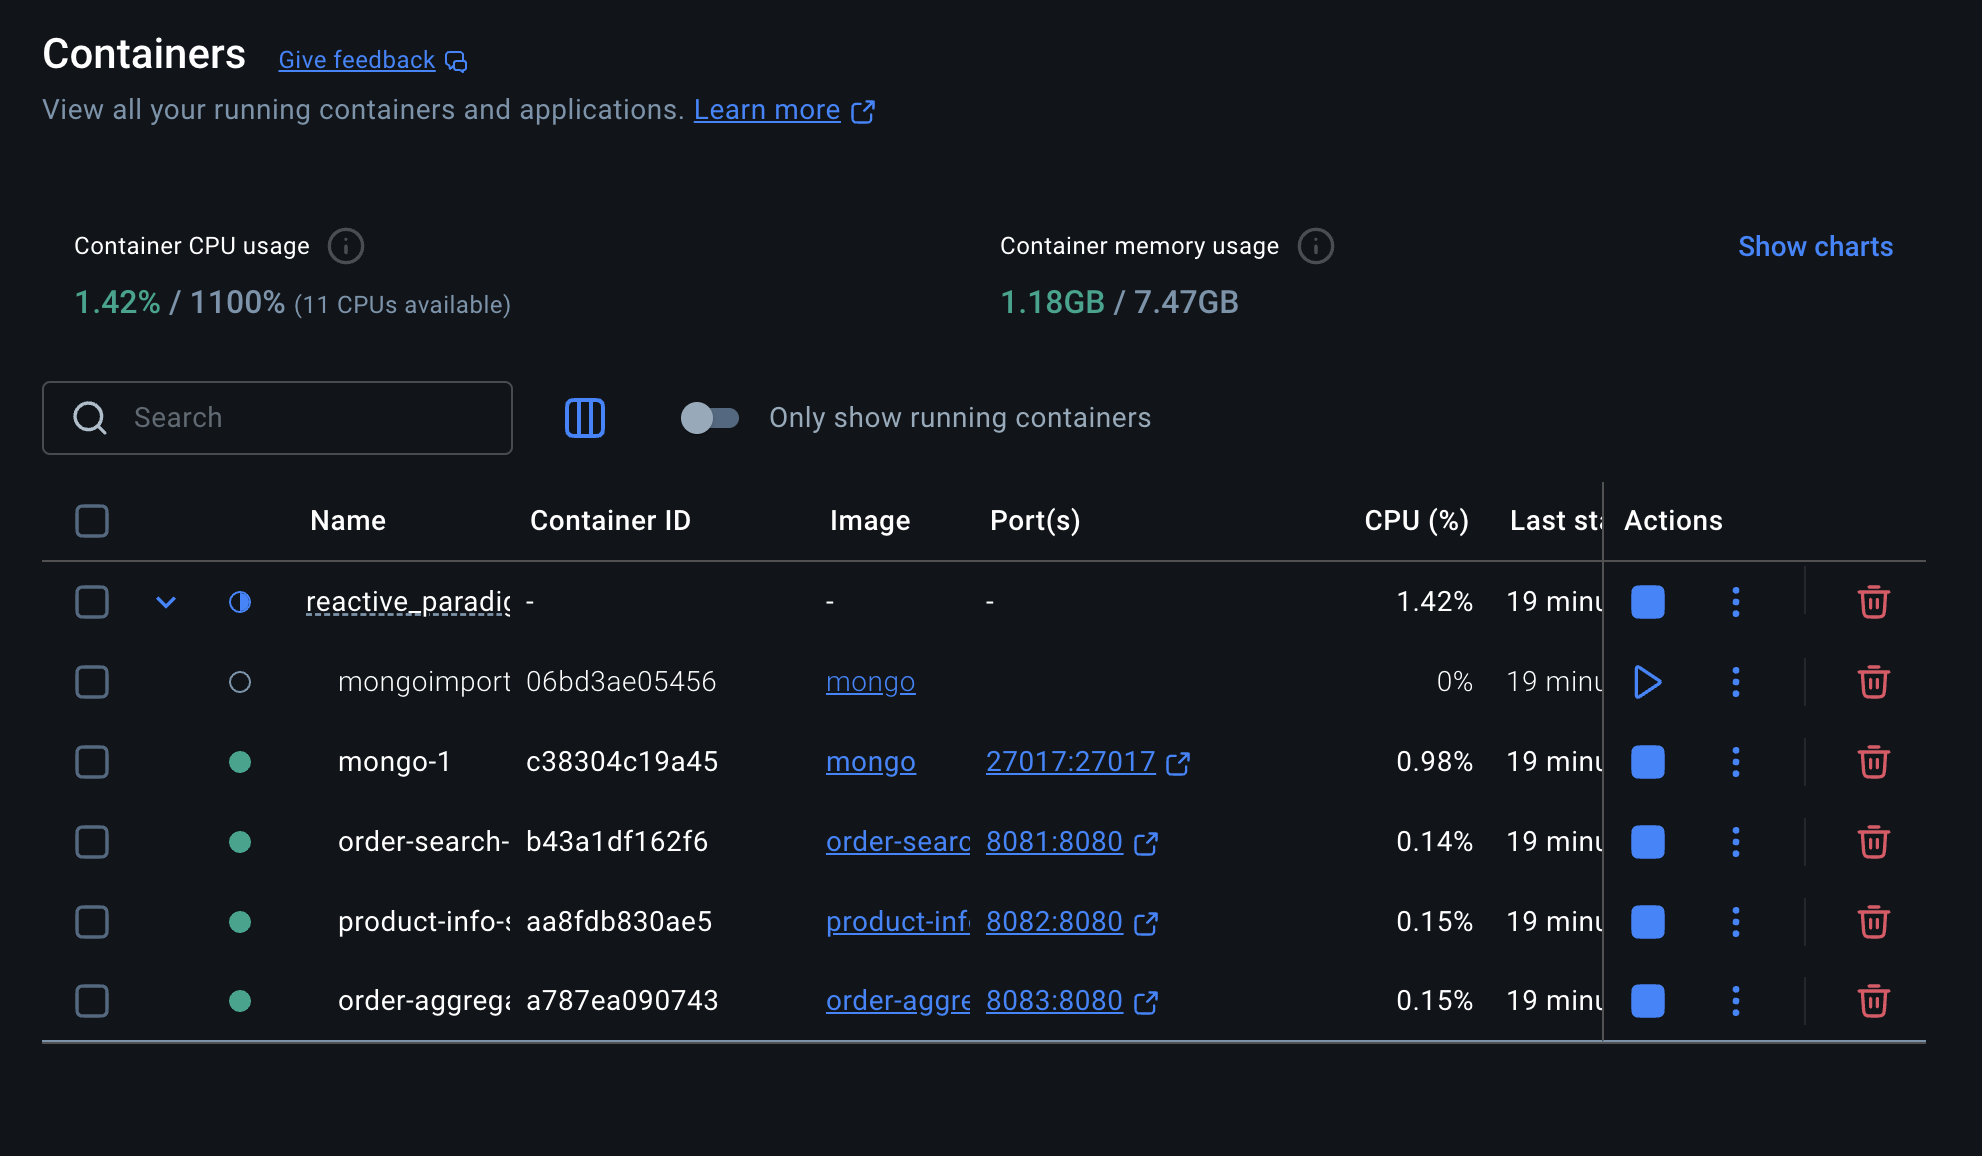 Containers Give feedback
View all your running containers and applications. Learn more
Container CPU usage
1.42% / 1100% (11 CPUs available)
Container memory usage
1.18GB / 7.47GB
Show charts
Search
Only show running containers
Name Container ID Image Port(s) CPU (%) Last sta Actions
reactive_paradig - - - 1.42% 19 minu
mongoimport 06bd3ae05456 mongo 0% 19 minu
mongo-1 c38304c19a45 mongo 27017:27017 0.98% 19 minu
order-search- b43a1df162f6 order-searc 8081:8080 0.14% 19 minu
product-info-s aa8fdb830ae5 product-info 8082:8080 0.15% 19 minu
order-aggrega a787ea090743 order-aggre 8083:8080 0.15% 19 minu